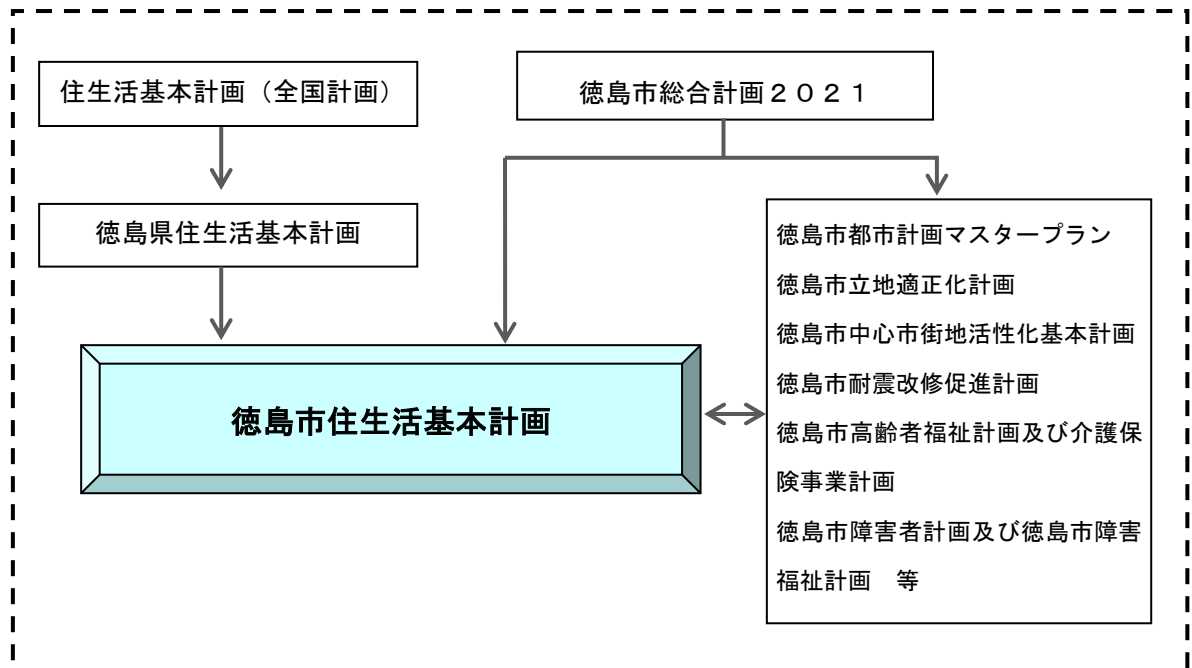 住生活基本計画（全国計画）
徳島市総合計画２０２１
徳島県住生活基本計画
徳島市住生活基本計画
徳島市都市計画マスタープラン
徳島市立地適正化計画
徳島市中心市街地活性化基本計画
徳島市耐震改修促進計画
徳島市高齢者福祉計画及び介護保
険事業計画
徳島市障害者計画及び徳島市障害
福祉計画　等